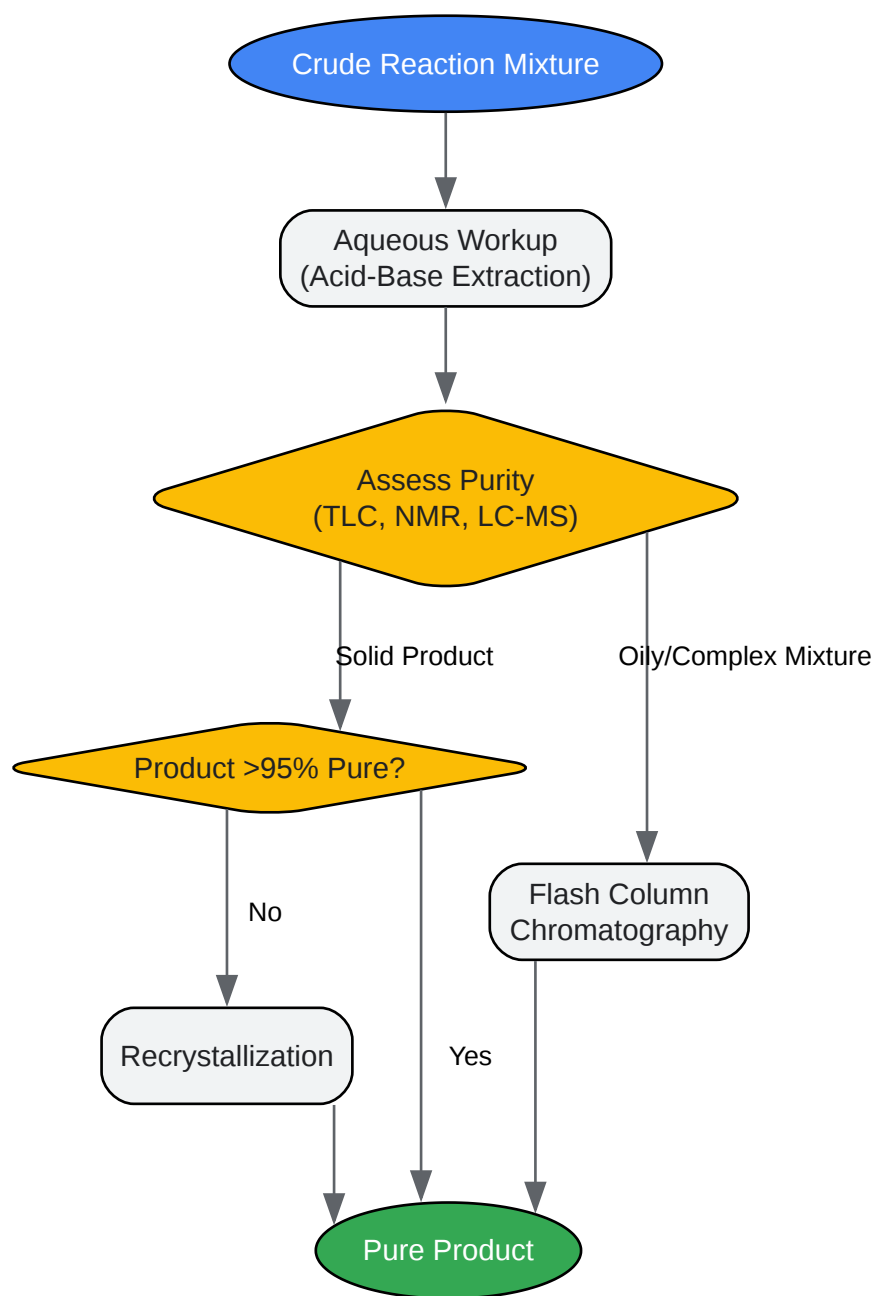 Crude Reaction Mixture
Aqueous Workup
(Acid-Base Extraction)
Assess Purity
(TLC, NMR, LC-MS)
Solid Product
Oily/Complex Mixture
Product >95% Pure?
Flash Column
Chromatography
No
Recrystallization
Yes
Pure Product